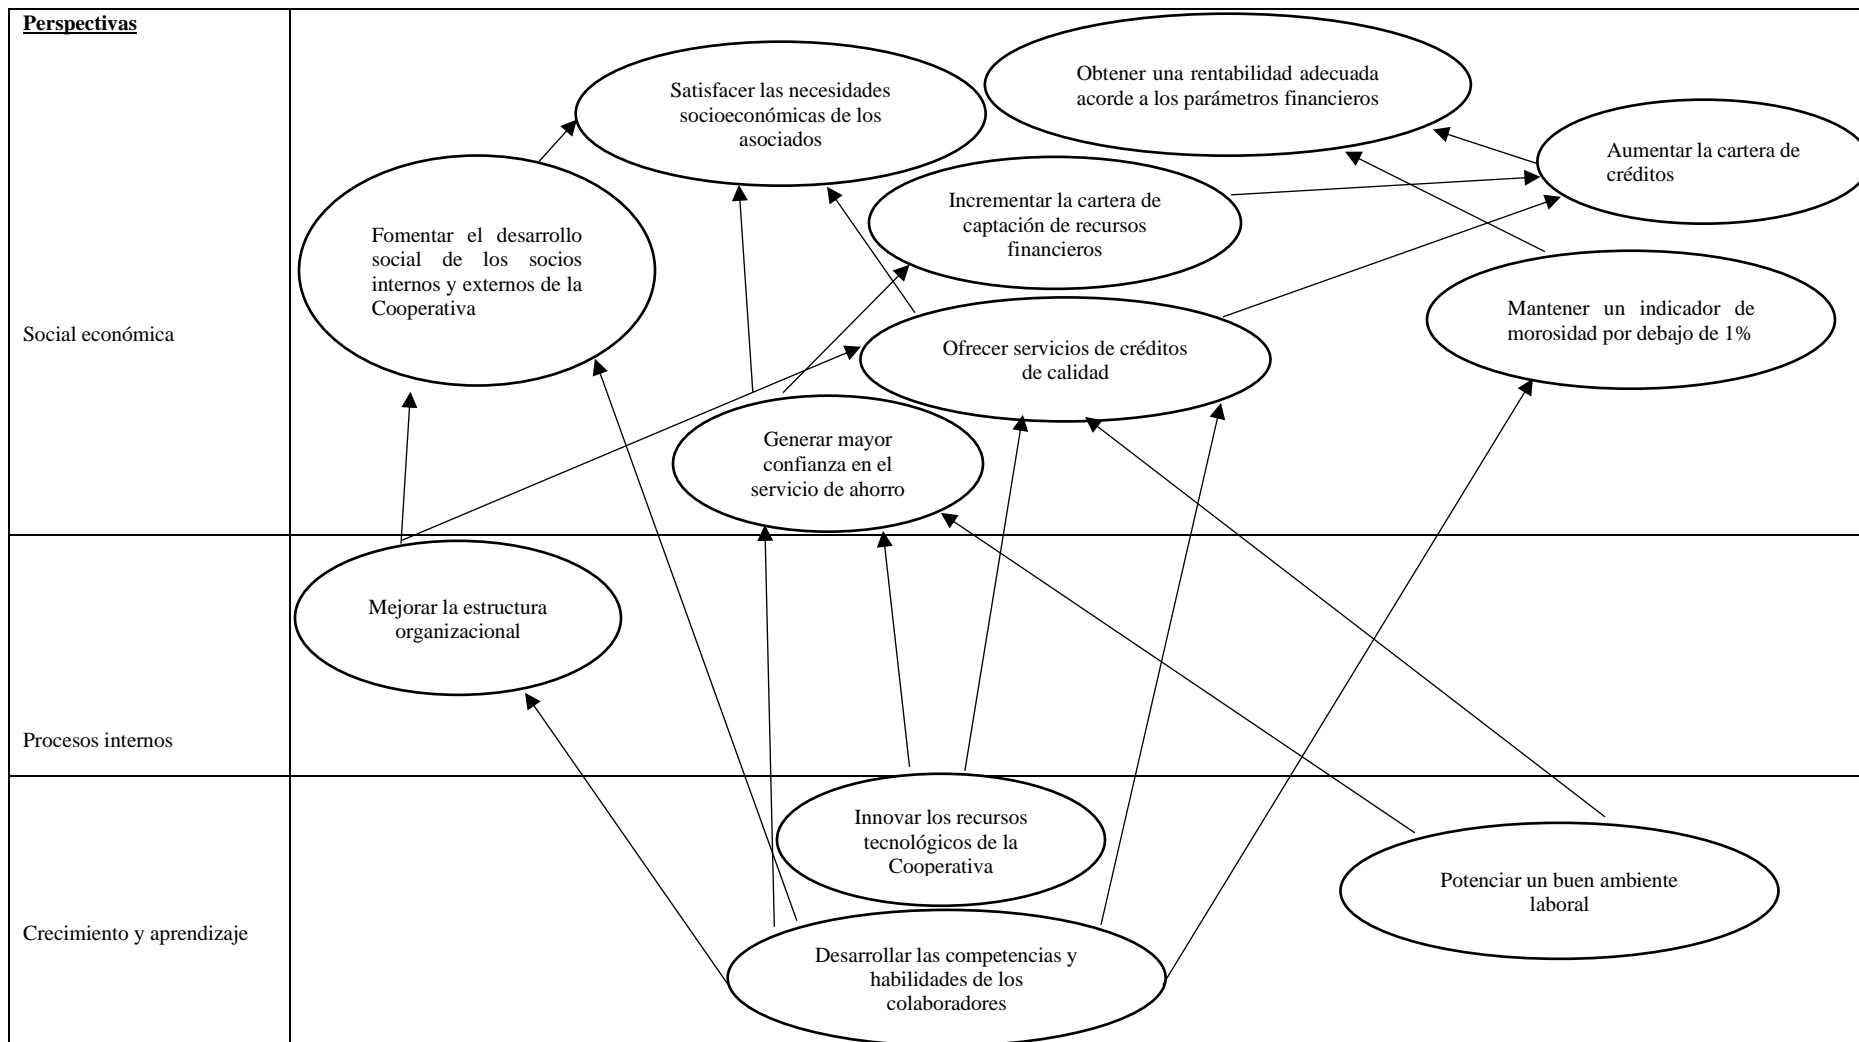 Perspectivas
Satisfacer las necesidades
socioeconómicas de los
asociados
Obtener una rentabilidad adecuada
acorde a los parámetros financieros
Aumentar la cartera de
créditos
Incrementar la cartera de
captación de recursos
financieros
Fomentar el desarrollo
social de los socios
internos y externos de la
Cooperativa
Social económica
Mantener un indicador de
morosidad por debajo de 1%
Ofrecer servicios de créditos
de calidad
Generar mayor
confianza en el
servicio de ahorro
Mejorar la estructura
organizacional
Procesos internos
Innovar los recursos
tecnológicos de la
Cooperativa
Potenciar un buen ambiente
laboral
Crecimiento y aprendizaje
Desarrollar las competencias y
habilidades de los
colaboradores